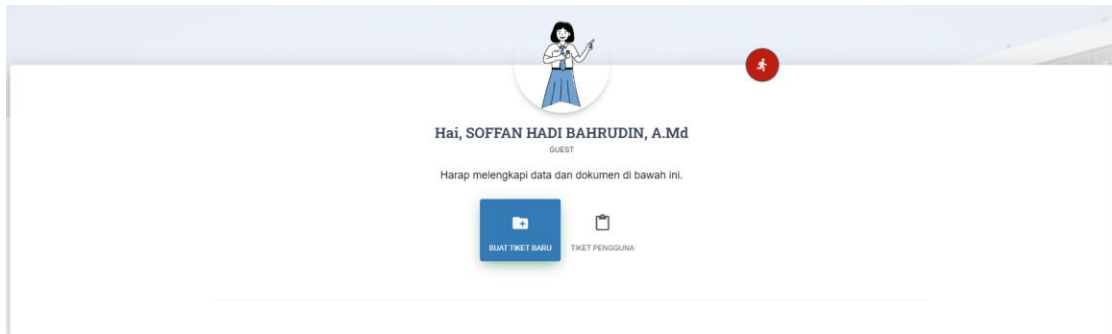 Hai, SOFFAN HADI BAHRUDIN, A.Md
GUEST
Harap melengkapi data dan dokumen di bawah ini.
BUAT TIKET BARU
TIKET PENGGUNA